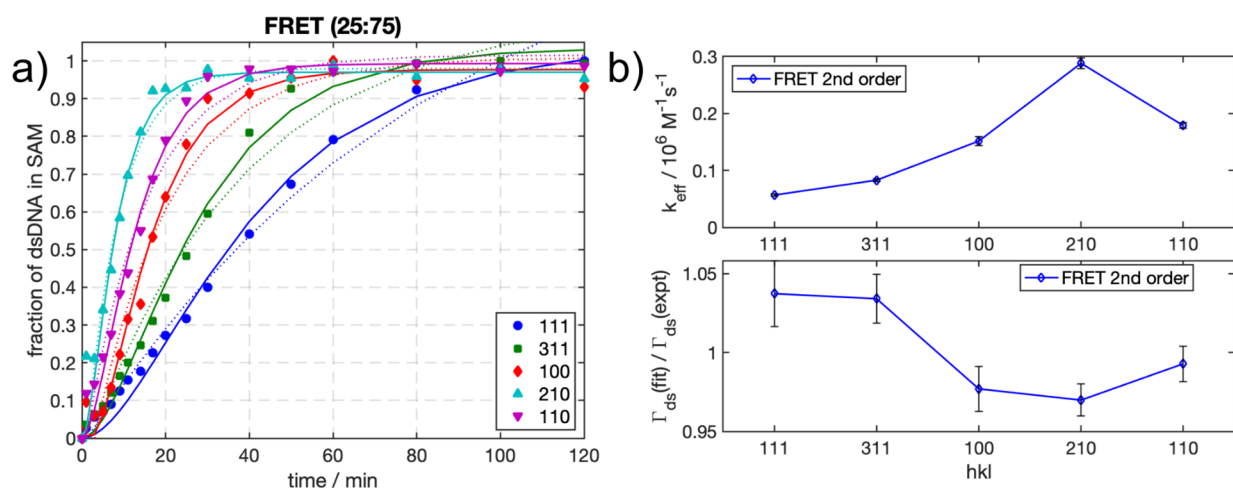 a)
FRET (25:75)
fraction of dsDNA in SAM
1
0.9
0.8
0.7
0.6
0.5
0.4
0.3
0.2
0.1
0
0 20 40 60 80 100 120
time / min
111
311
100
210
110
b)
FRET 2nd order
k_eff / 10^6 M^-1 s^-1
0.3
0.2
0.1
0
111 311 100 210 110
FRET 2nd order
Γ_ds(fit) / Γ_ds(expt)
1.05
1
0.95
111 311 100 210 110
hkl